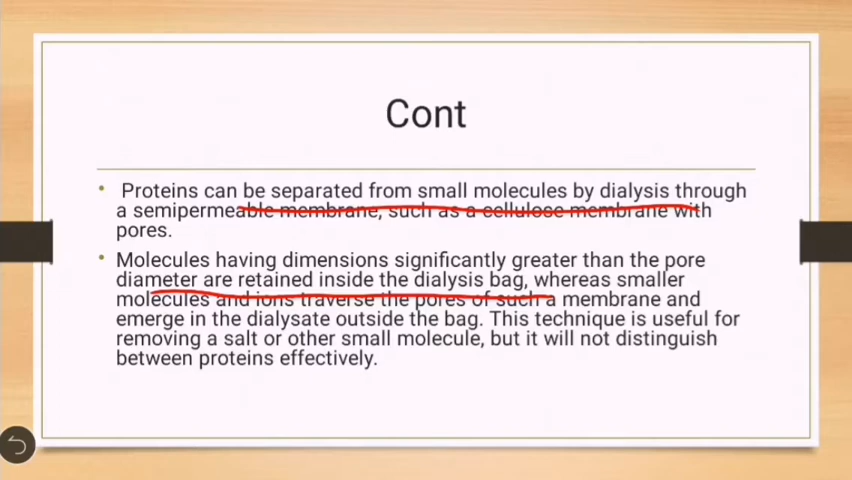 Cont
• Proteins can be separated from small molecules by dialysis through
a semipermeable membrane, such as a cellulose membrane with
pores.
• Molecules having dimensions significantly greater than the pore
diameter are retained inside the dialysis bag, whereas smaller
molecules and ions traverse the pores of such a membrane and
emerge in the dialysate outside the bag. This technique is useful for
removing a salt or other small molecule, but it will not distinguish
between proteins effectively.